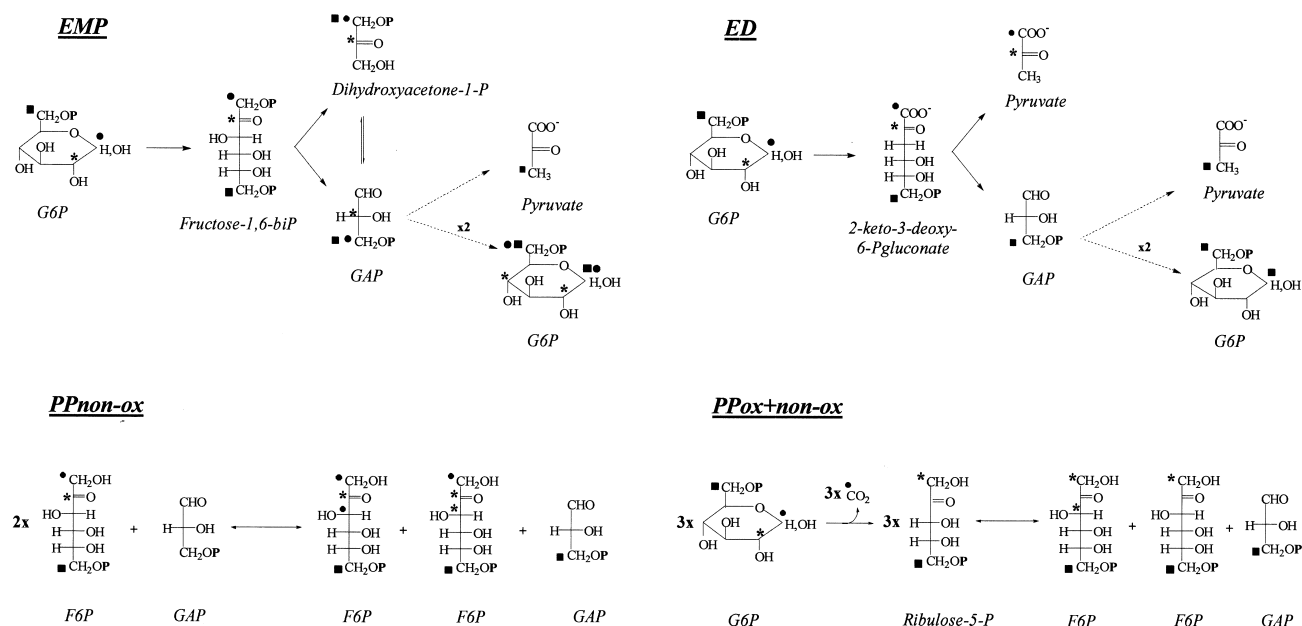 EMP
CH₂OP
O
CH₂OH
Dihydroxyacetone-1-P
CH₂OP
O
H,OH
OH
OH
OH
G6P
CH₂OP
O
HO H
H OH
H OH
CH₂OP
Fructose-1,6-biP
CHO
H OH
CH₂OP
GAP
COO⁻
O
CH₃
Pyruvate
x2
CH₂OP
O
H,OH
OH
OH
OH
G6P
ED
COO⁻
O
CH₃
Pyruvate
CH₂OP
O
H,OH
OH
OH
OH
G6P
COO⁻
O
H H
H OH
H OH
CH₂OP
2-keto-3-deoxy-
6-Pgluconate
CHO
H OH
CH₂OP
GAP
COO⁻
O
CH₃
Pyruvate
x2
CH₂OP
O
H,OH
OH
OH
OH
G6P
PPnon-ox
2x
CH₂OH
O
HO H
H OH
H OH
CH₂OP
F6P
+
CHO
H OH
CH₂OP
GAP
CH₂OH
O
HO H
H OH
H OH
CH₂OP
F6P
+
CH₂OH
O
HO H
H OH
H OH
CH₂OP
F6P
+
CHO
H OH
CH₂OP
GAP
PPox+non-ox
3x
CH₂OP
O
H,OH
OH
OH
OH
G6P
3x CO₂
3x
CH₂OH
O
H OH
H OH
CH₂OP
Ribulose-5-P
CH₂OH
O
HO H
H OH
H OH
CH₂OP
F6P
+
CH₂OH
O
HO H
H OH
H OH
CH₂OP
F6P
+
CHO
H OH
CH₂OP
GAP